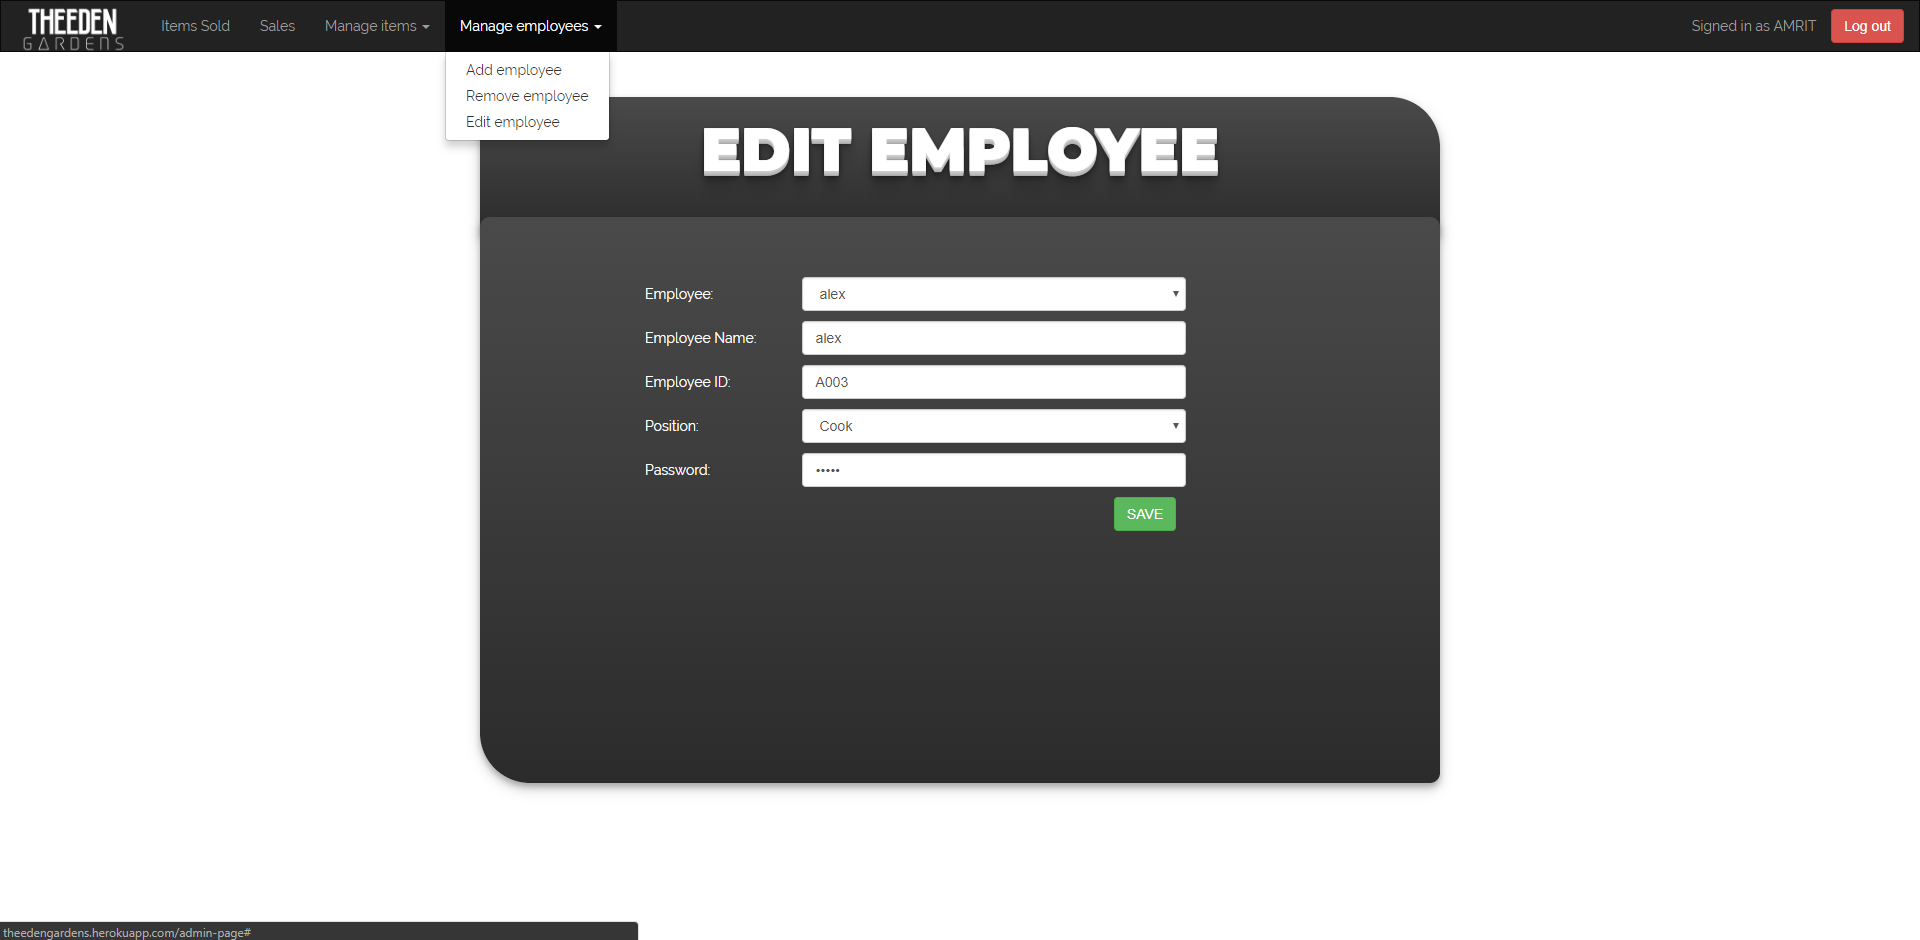 THEEDEN
GARDENS
Items Sold
Sales
Manage items
Manage employees
Signed in as AMRIT
Log out
Add employee
Remove employee
Edit employee
EDIT EMPLOYEE
Employee: alex
Employee Name: alex
Employee ID: A003
Position: Cook
Password: •••••
SAVE
theedengardens.herokuapp.com/admin-page#